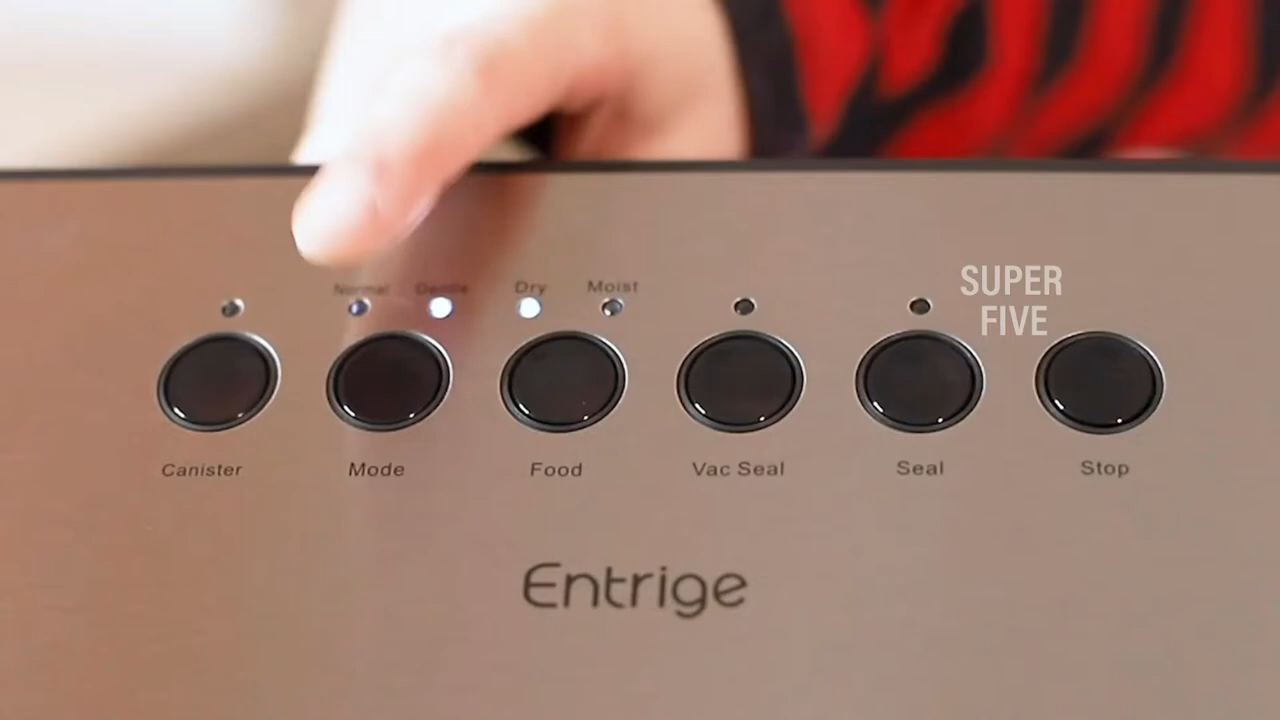 SUPER
FIVE
Normal Gentle Dry Moist
Canister Mode Food Vac Seal Seal Stop
Entrige